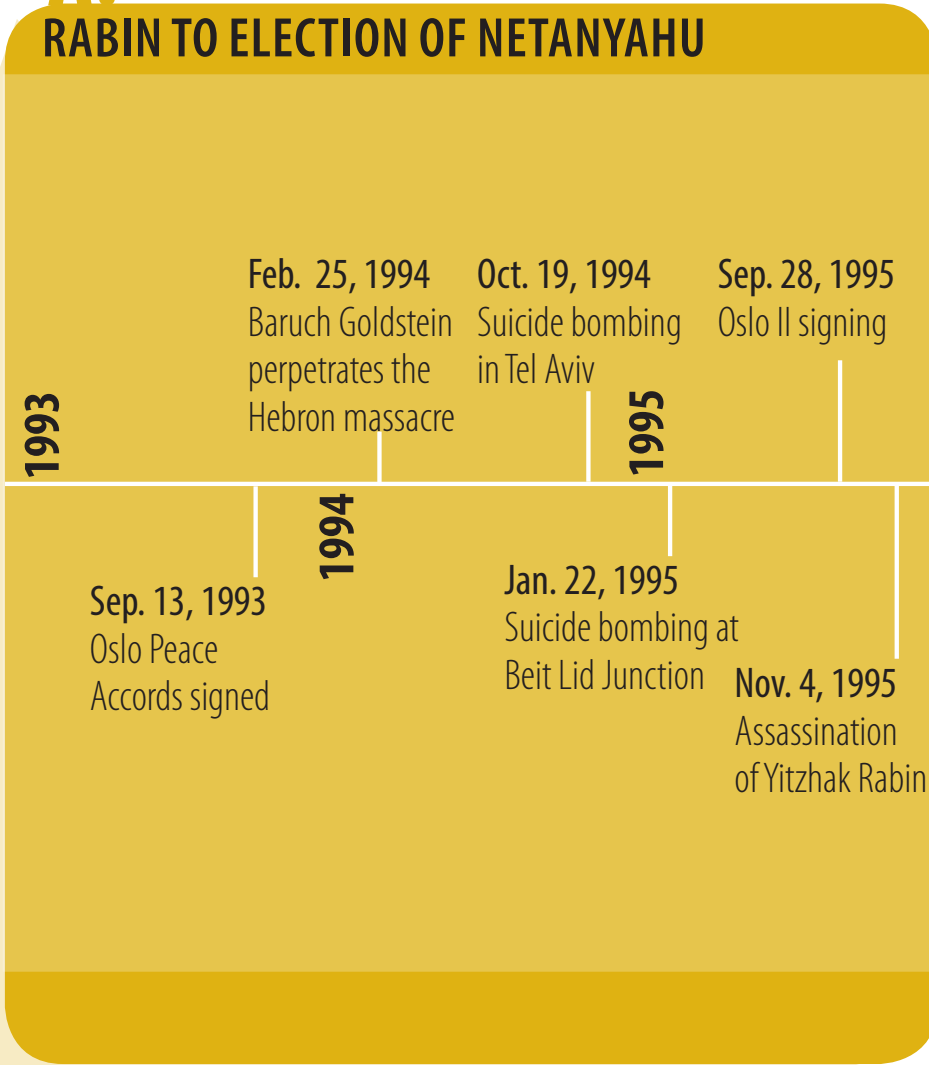 RABIN TO ELECTION OF NETANYAHU
Feb. 25, 1994
Baruch Goldstein
perpetrates the
Hebron massacre
Oct. 19, 1994
Suicide bombing
in Tel Aviv
Sep. 28, 1995
Oslo II signing
1993
1994
1995
Sep. 13, 1993
Oslo Peace
Accords signed
Jan. 22, 1995
Suicide bombing at
Beit Lid Junction
Nov. 4, 1995
Assassination
of Yitzhak Rabin